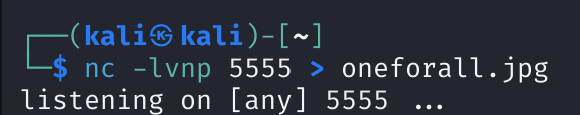 ┌──(kali㉿kali)-[~]
└─$ nc -lvnp 5555 > oneforall.jpg
listening on [any] 5555 ...